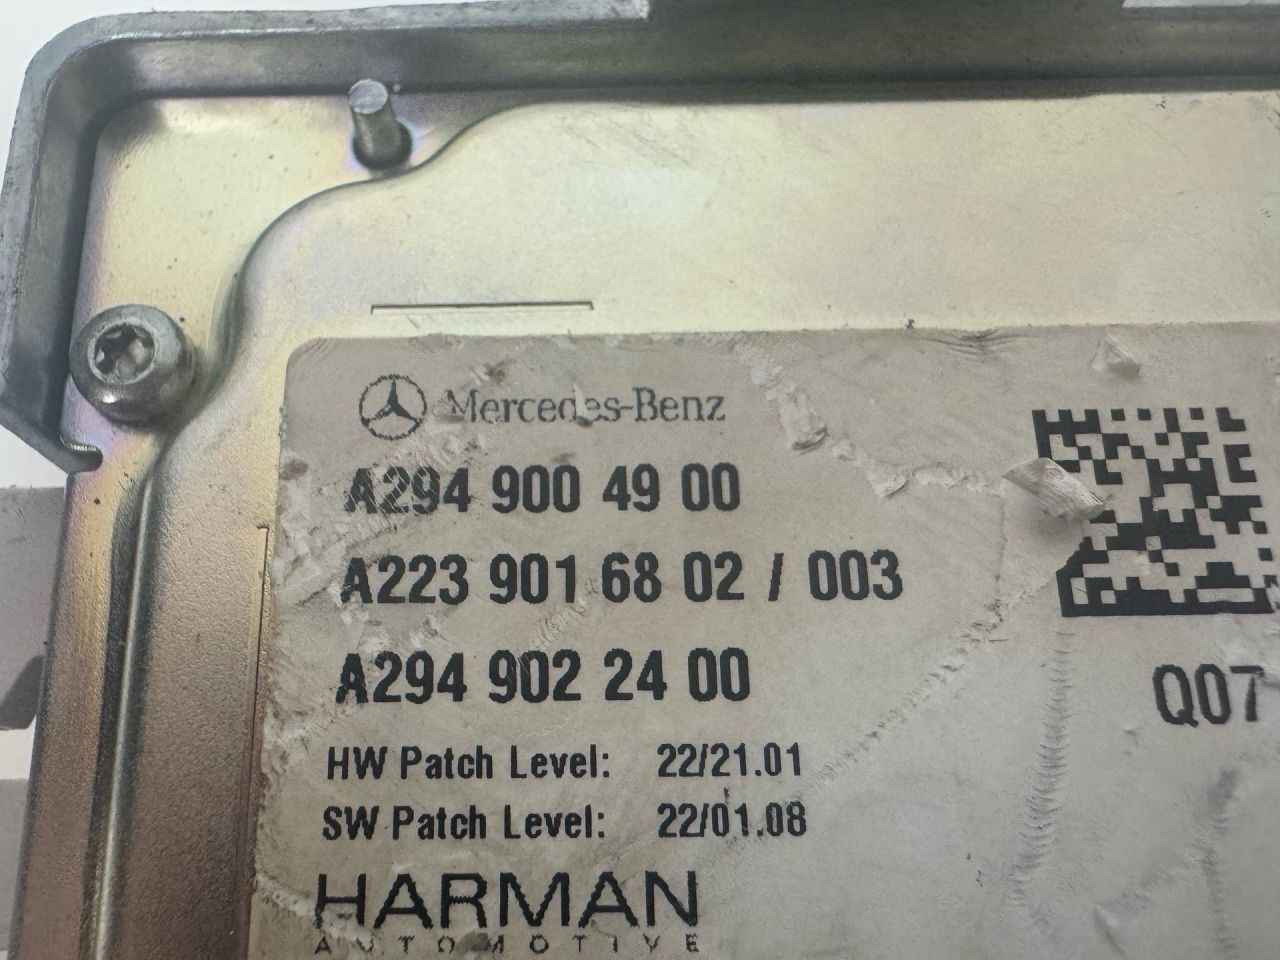 Mercedes-Benz
A294 900 49 00
A223 901 68 02 / 003
A294 902 24 00
Q07
HW Patch Level: 22/21.01
SW Patch Level: 22/01.08
HARMAN
AUTOMOTIVE